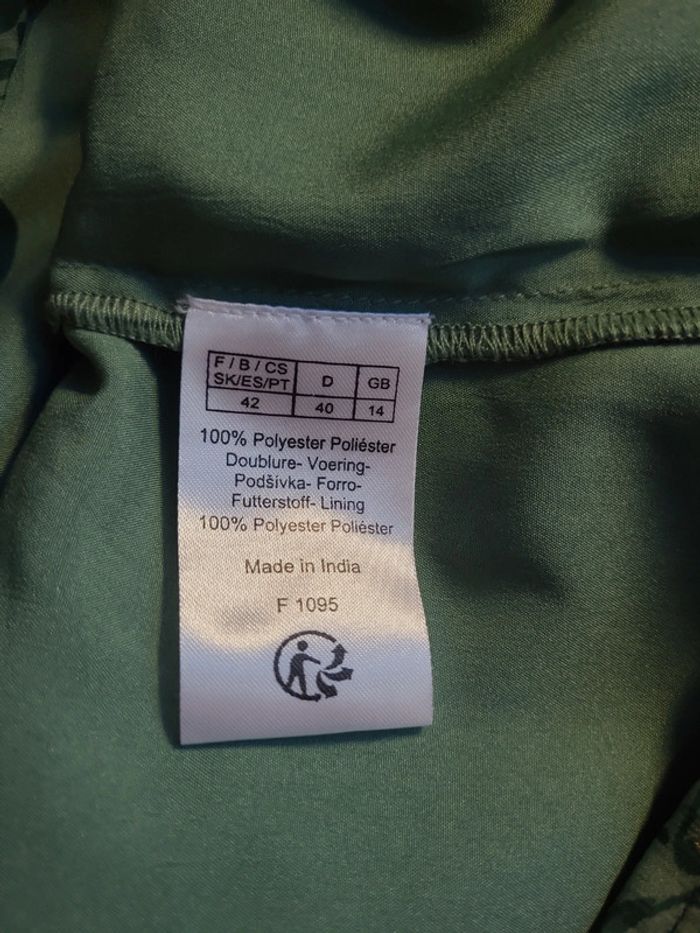 F / B / CS D GB
SK/ES/PT
42 40 14
100% Polyester Poliéster
Doublure- Voering-
Podšívka- Forro-
Futterstoff- Lining
100% Polyester Poliéster
Made in India
F 1095